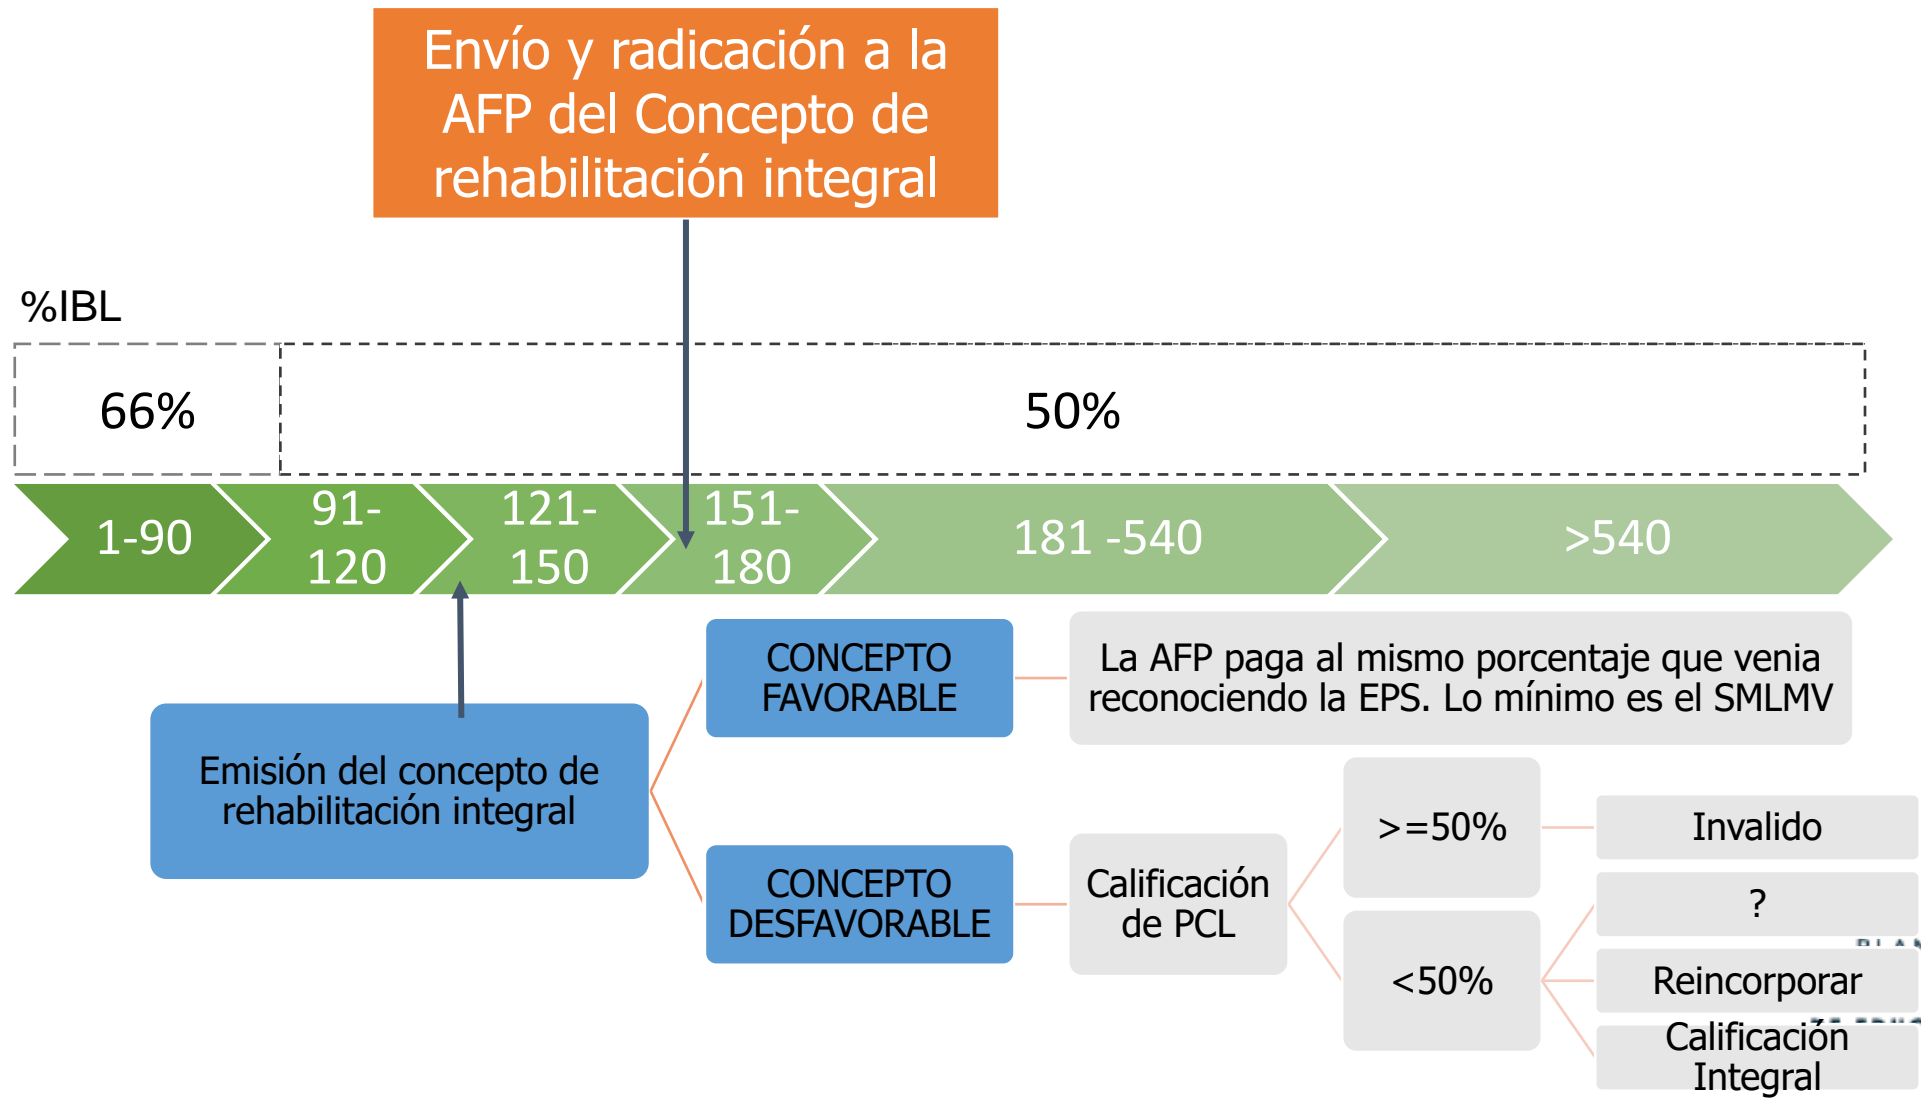 Envío y radicación a la
AFP del Concepto de
rehabilitación integral
%IBL
66%
50%
1-90
91-
120
121-
150
151-
180
181 -540
>540
CONCEPTO
FAVORABLE
La AFP paga al mismo porcentaje que venia
reconociendo la EPS. Lo mínimo es el SMLMV
Emisión del concepto de
rehabilitación integral
CONCEPTO
DESFAVORABLE
Calificación
de PCL
>=50%
Invalido
<50%
?
Reincorporar
Calificación
Integral